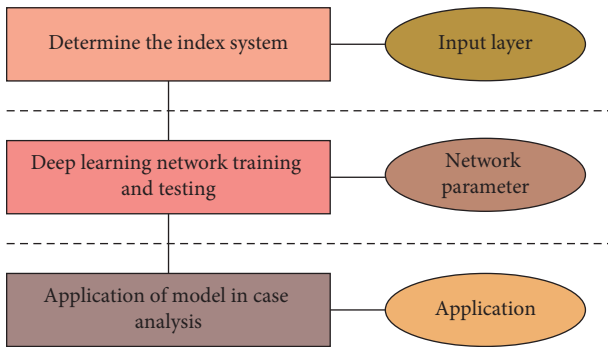 Determine the index system
Input layer
Deep learning network training
and testing
Network
parameter
Application of model in case
analysis
Application